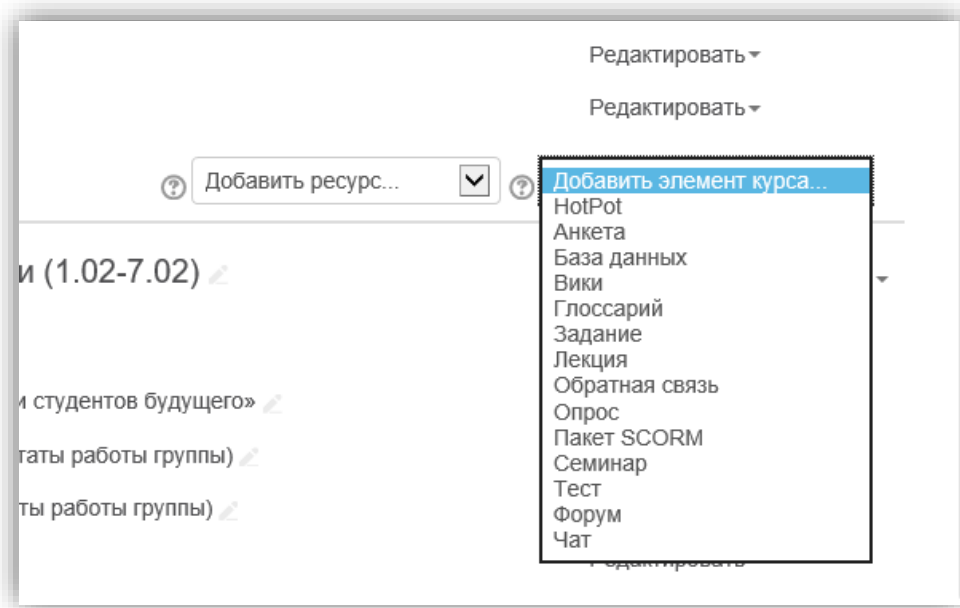 Редактировать
Редактировать
Добавить ресурс...
Добавить элемент курса...
HotPot
Анкета
База данных
Вики
Глоссарий
Задание
Лекция
Обратная связь
Опрос
Пакет SCORM
Семинар
Тест
Форум
Чат
и (1.02-7.02)
и студентов будущего»
таты работы группы)
ты работы группы)
Редактировать